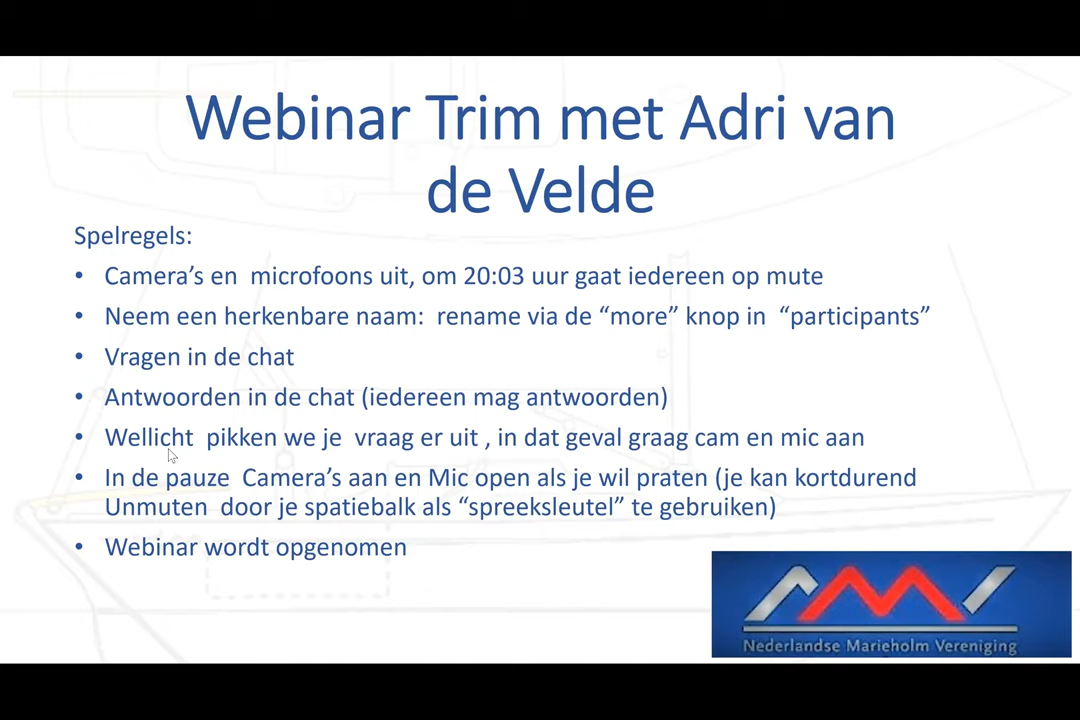 Webinar Trim met Adri van
de Velde
Spelregels:
• Camera’s en microfoons uit, om 20:03 uur gaat iedereen op mute
• Neem een herkenbare naam: rename via de “more” knop in “participants”
• Vragen in de chat
• Antwoorden in de chat (iedereen mag antwoorden)
• Wellicht pikken we je vraag er uit , in dat geval graag cam en mic aan
• In de pauze Camera’s aan en Mic open als je wil praten (je kan kortdurend
Unmuten door je spatiebalk als “spreeksleutel” te gebruiken)
• Webinar wordt opgenomen
Nederlandse Marieholm Vereniging